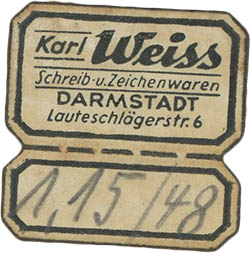 Karl Weiss
Schreib-u.Zeichenwaren
DARMSTADT
Lauteschlägerstr.6
1,15/48